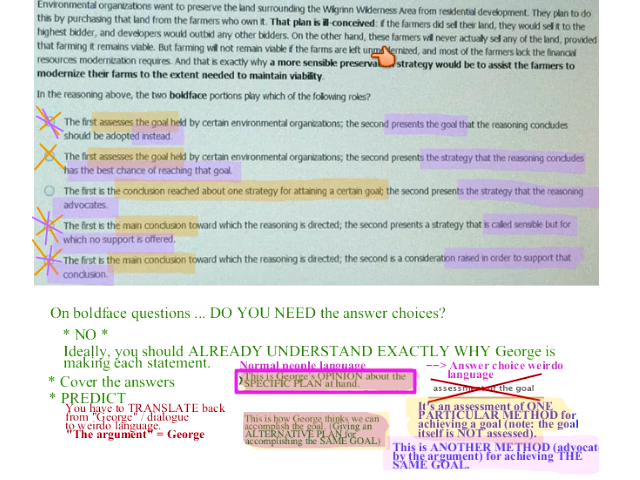 Environmental organizations want to preserve the land surrounding the Wilgrinn Wilderness Area from residential development. They plan to do
this by purchasing that land from the farmers who own it. That plan is ill-conceived: if the farmers did sell their land, they would sell it to the
highest bidder, and developers would outbid any other bidders. On the other hand, these farmers will never actually sell any of the land, provided
that farming it remains viable. But farming will not remain viable if the farms are left unmodernized, and most of the farmers lack the financial
resources modernization requires. And that is exactly why a more sensible preservation strategy would be to assist the farmers to
modernize their farms to the extent needed to maintain viability.
In the reasoning above, the two boldface portions play which of the following roles?
The first assesses the goal held by certain environmental organizations; the second presents the goal that the reasoning concludes
should be adopted instead.
The first assesses the goal held by certain environmental organizations; the second presents the strategy that the reasoning concludes
has the best chance of reaching that goal.
The first is the conclusion reached about one strategy for attaining a certain goal; the second presents the strategy that the reasoning
advocates.
The first is the main conclusion toward which the reasoning is directed; the second presents a strategy that is called sensible but for
which no support is offered.
The first is the main conclusion toward which the reasoning is directed; the second is a consideration raised in order to support that
conclusion.
On boldface questions ... DO YOU NEED the answer choices?
* NO *
Ideally, you should ALREADY UNDERSTAND EXACTLY WHY George is
making each statement.
* Cover the answers
* PREDICT
You have to TRANSLATE back
from "George" / dialogue
to weirdo language.
"The argument" = George
Normal people language
This is George's OPINION about the
SPECIFIC PLAN at hand.
This is how George thinks we can
accomplish the goal. (Giving an
ALTERNATIVE PLAN for
accomplishing the SAME GOAL)
--> Answer choice weirdo
language
the goal
It's an assessment of ONE
PARTICULAR METHOD for
achieving a goal (note: the goal
itself is NOT assessed).
This is ANOTHER METHOD (advocat
by the argument) for achieving THE
SAME GOAL.